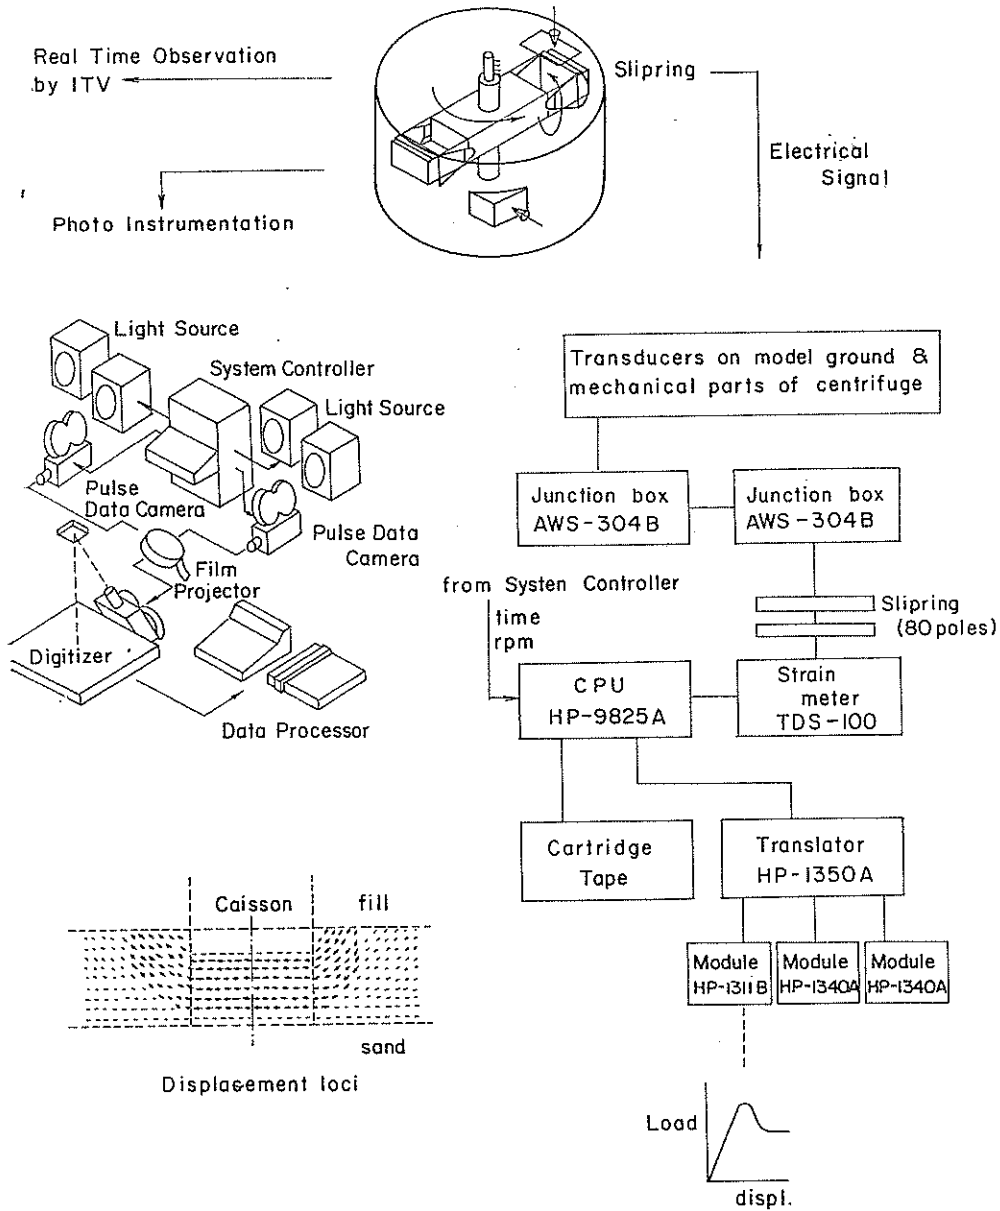 Real Time Observation
by ITV
Photo Instrumentation
Slipring
Electrical
Signal
Light Source
System Controller
Light Source
Pulse
Data Camera
Pulse Data
Camera
Film
Projector
Digitizer
Data Processor
Transducers on model ground &
mechanical parts of centrifuge
Junction box
AWS-304B
Junction box
AWS-304B
from Systen Controller
time
rpm
Slipring
(80poles)
CPU
HP-9825A
Strain
meter
TDS-100
Cartridge
Tape
Translator
HP-1350A
Module
HP-1311B
Module
HP-1340A
Module
HP-1340A
Caisson
fill
sand
Displacement loci
Load
displ.